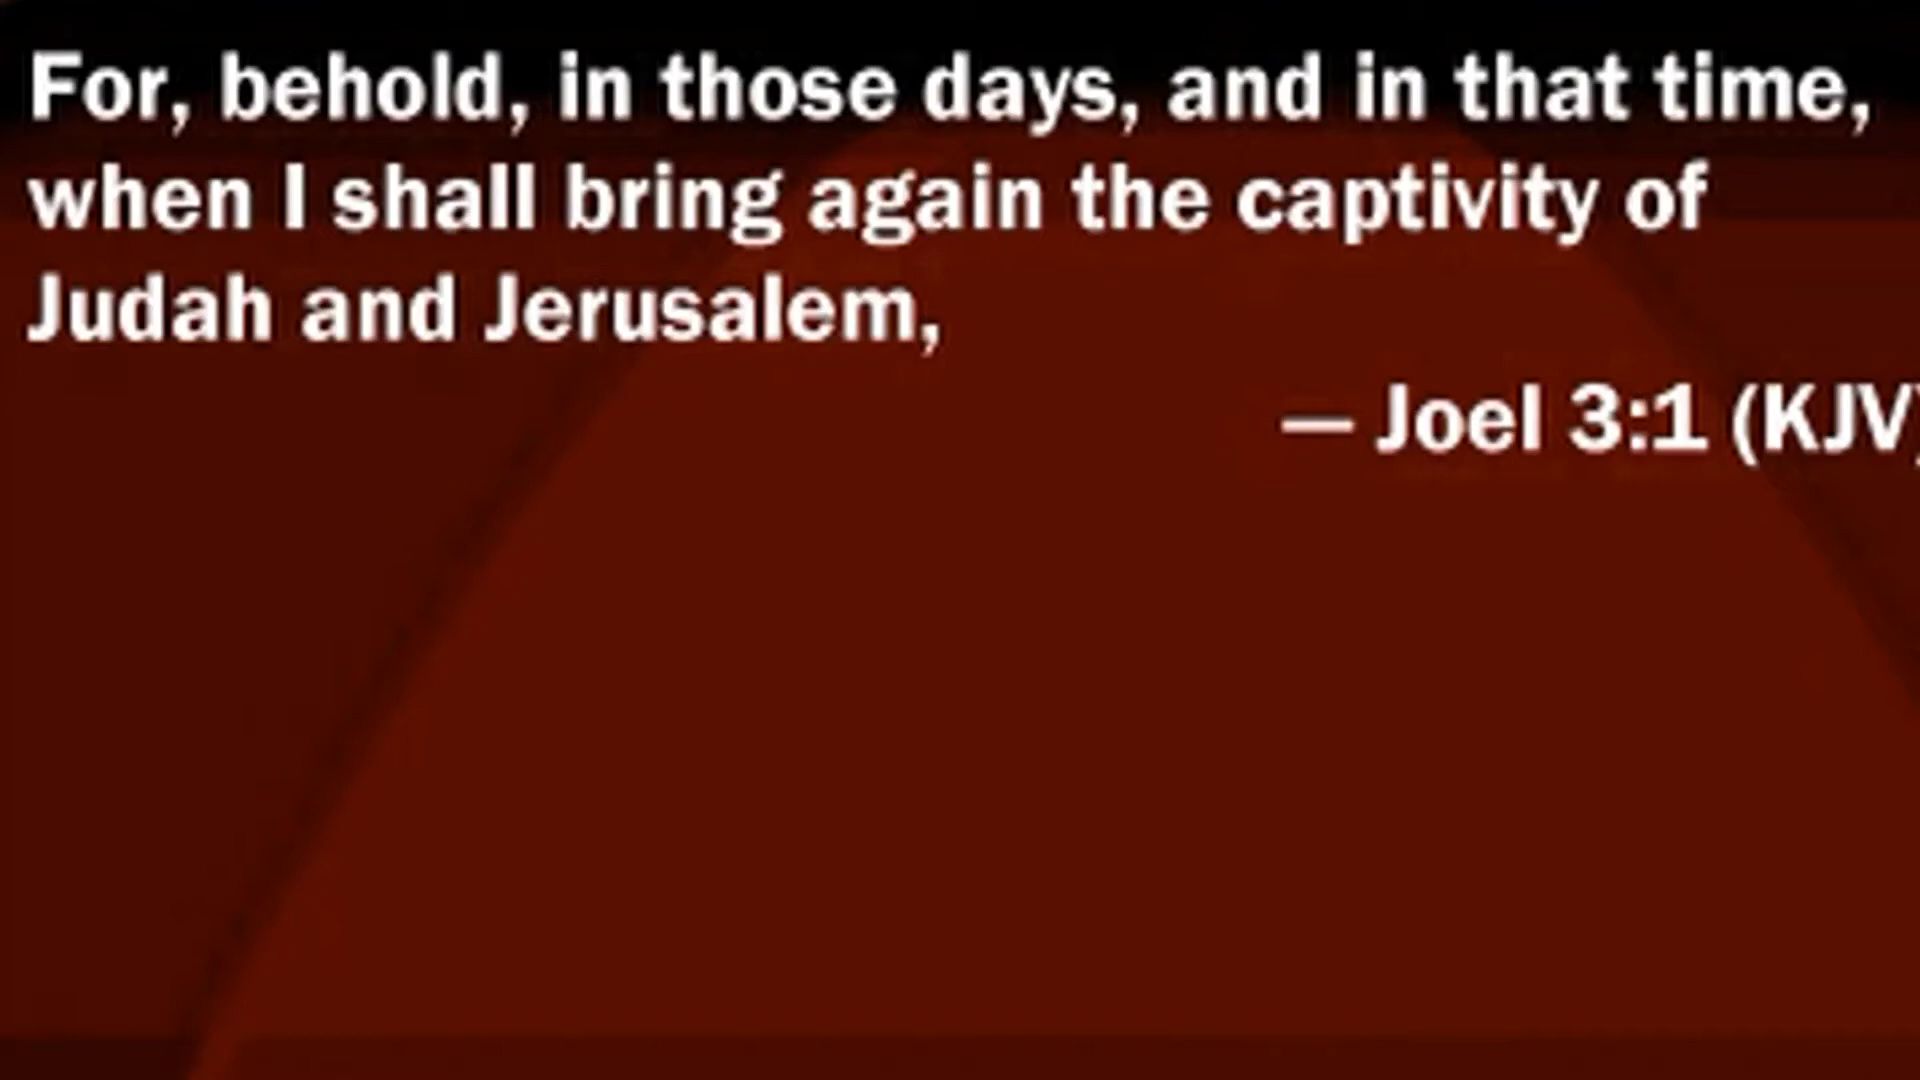 For, behold, in those days, and in that time,
when I shall bring again the captivity of
Judah and Jerusalem,
— Joel 3:1 (KJV)